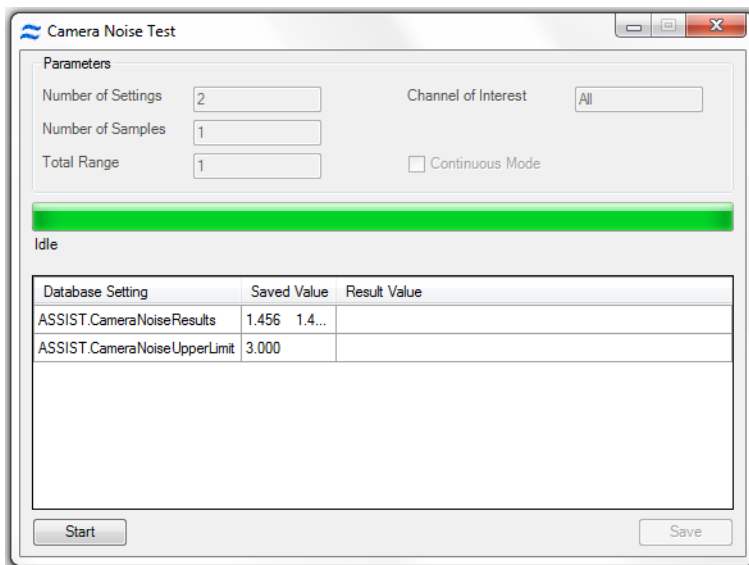 Camera Noise Test
Parameters
Number of Settings 2 Channel of Interest All
Number of Samples 1
Total Range 1 Continuous Mode
Idle
Database Setting Saved Value Result Value
ASSIST.CameraNoiseResults 1.456 1.4...
ASSIST.CameraNoiseUpperLimit 3.000
Start Save